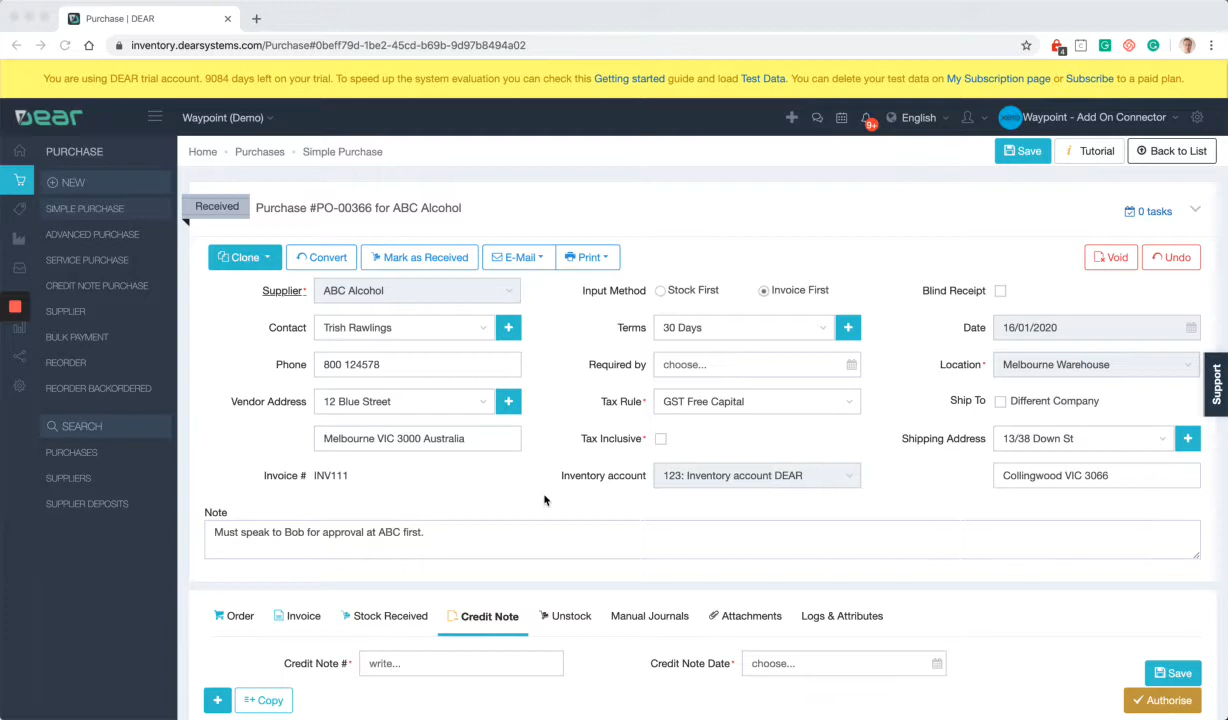 Purchase | DEAR
inventory.dearsystems.com/Purchase#0beff79d-1be2-45cd-b69b-9d97b8494a02
4
You are using DEAR trial account. 9084 days left on your trial. To speed up the system evaluation you can check this Getting started guide and load Test Data. You can delete your test data on My Subscription page or Subscribe to a paid plan.
Dear
Waypoint (Demo)
9+
English
xero
Waypoint - Add On Connector
PURCHASE
NEW
SIMPLE PURCHASE
ADVANCED PURCHASE
SERVICE PURCHASE
CREDIT NOTE PURCHASE
SUPPLIER
BULK PAYMENT
REORDER
REORDER BACKORDERED
SEARCH
PURCHASES
SUPPLIERS
SUPPLIER DEPOSITS
Home • Purchases • Simple Purchase
Save
Tutorial
Back to List
Received
Purchase #PO-00366 for ABC Alcohol
0 tasks
Clone
Convert
Mark as Received
E-Mail
Print
Void
Undo
Supplier* ABC Alcohol
Input Method Stock First Invoice First
Blind Receipt
Contact Trish Rawlings
Terms 30 Days
Date 16/01/2020
Phone 800 124578
Required by choose...
Location* Melbourne Warehouse
Vendor Address 12 Blue Street
Tax Rule* GST Free Capital
Ship To Different Company
Melbourne VIC 3000 Australia
Tax Inclusive*
Shipping Address 13/38 Down St
Invoice # INV111
Inventory account 123: Inventory account DEAR
Collingwood VIC 3066
Support
Note
Must speak to Bob for approval at ABC first.
Order
Invoice
Stock Received
Credit Note
Unstock
Manual Journals
Attachments
Logs & Attributes
Credit Note #* write...
Credit Note Date* choose...
Save
Copy
Authorise